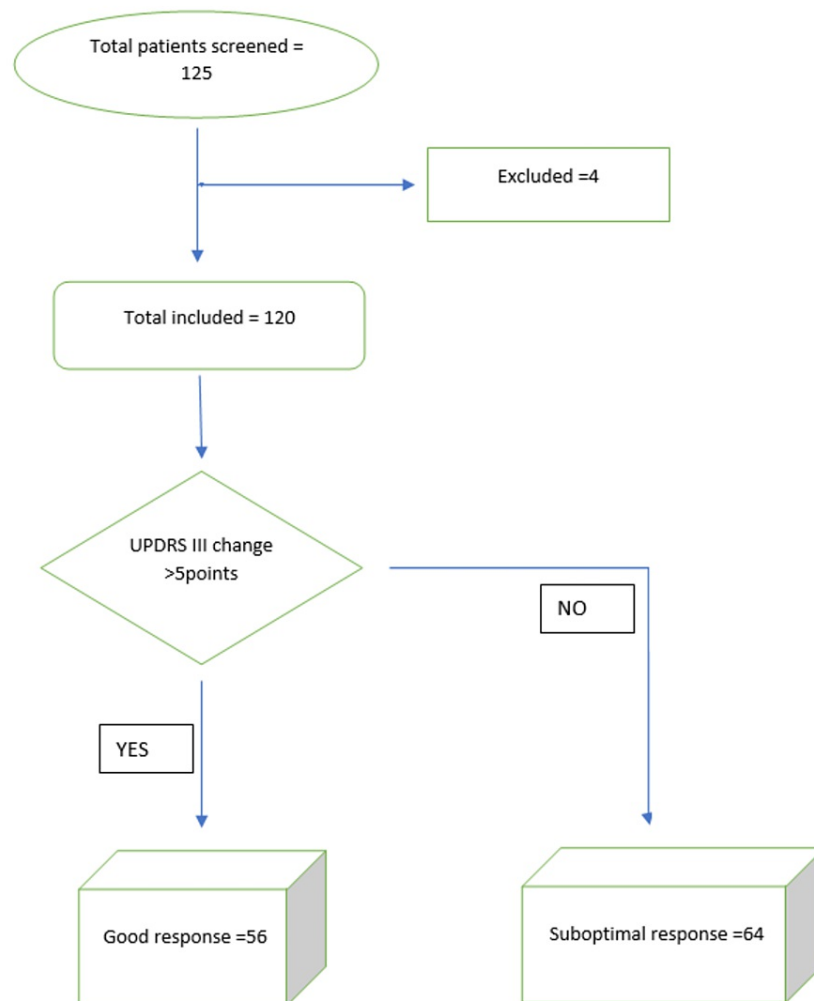 Total patients screened =
125
Excluded =4
Total included = 120
UPDRS III change
>5points
NO
YES
Good response =56
Suboptimal response =64